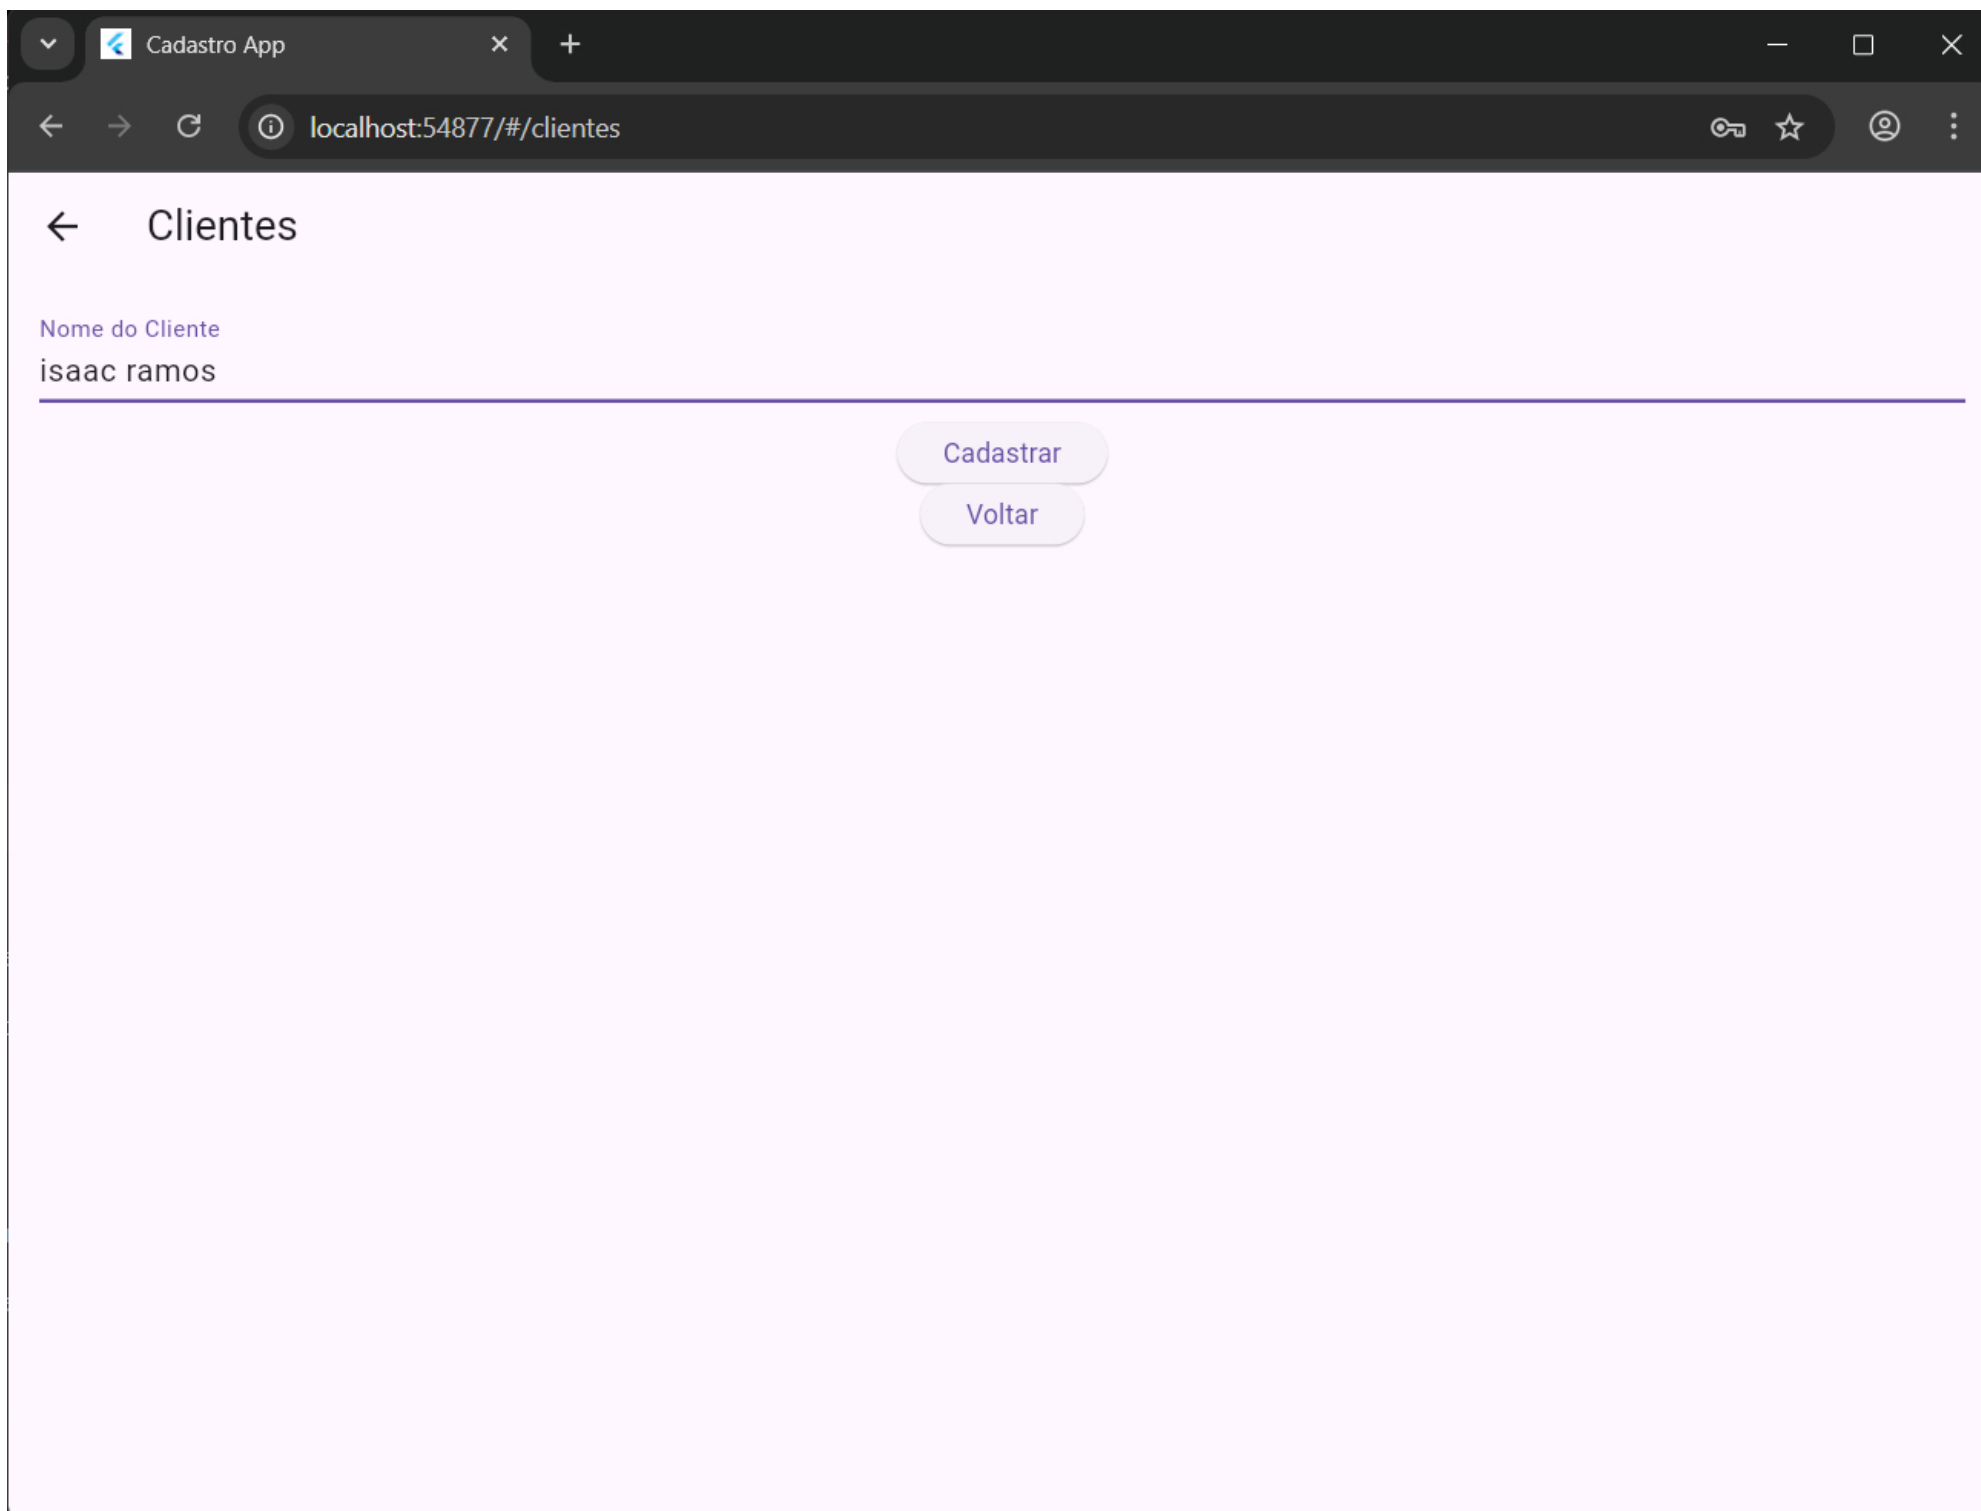 Cadastro App
localhost:54877/#/clientes
Clientes
Nome do Cliente
isaac ramos
Cadastrar
Voltar